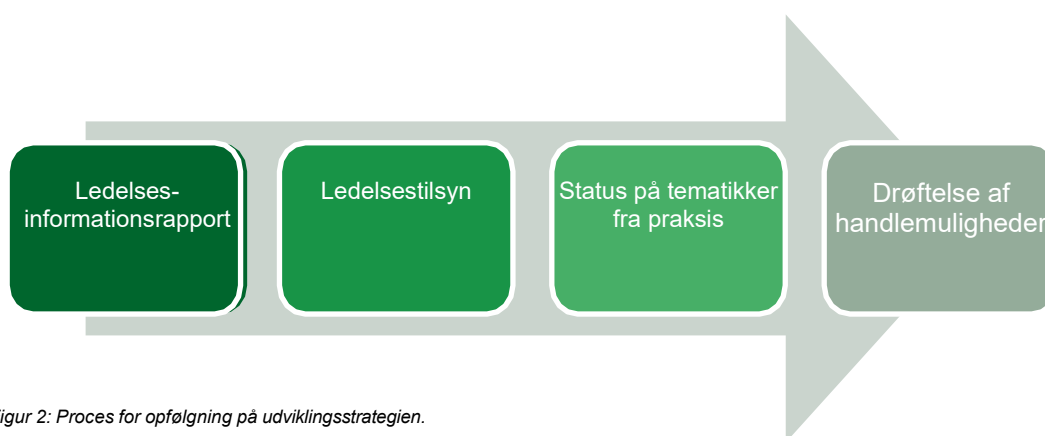 Ledelses-
informationsrapport
Ledelsestilsyn
Status på tematikker
fra praksis
Drøftelse af
handlemuligheder
igur 2: Proces for opfølgning på udviklingsstrategien.